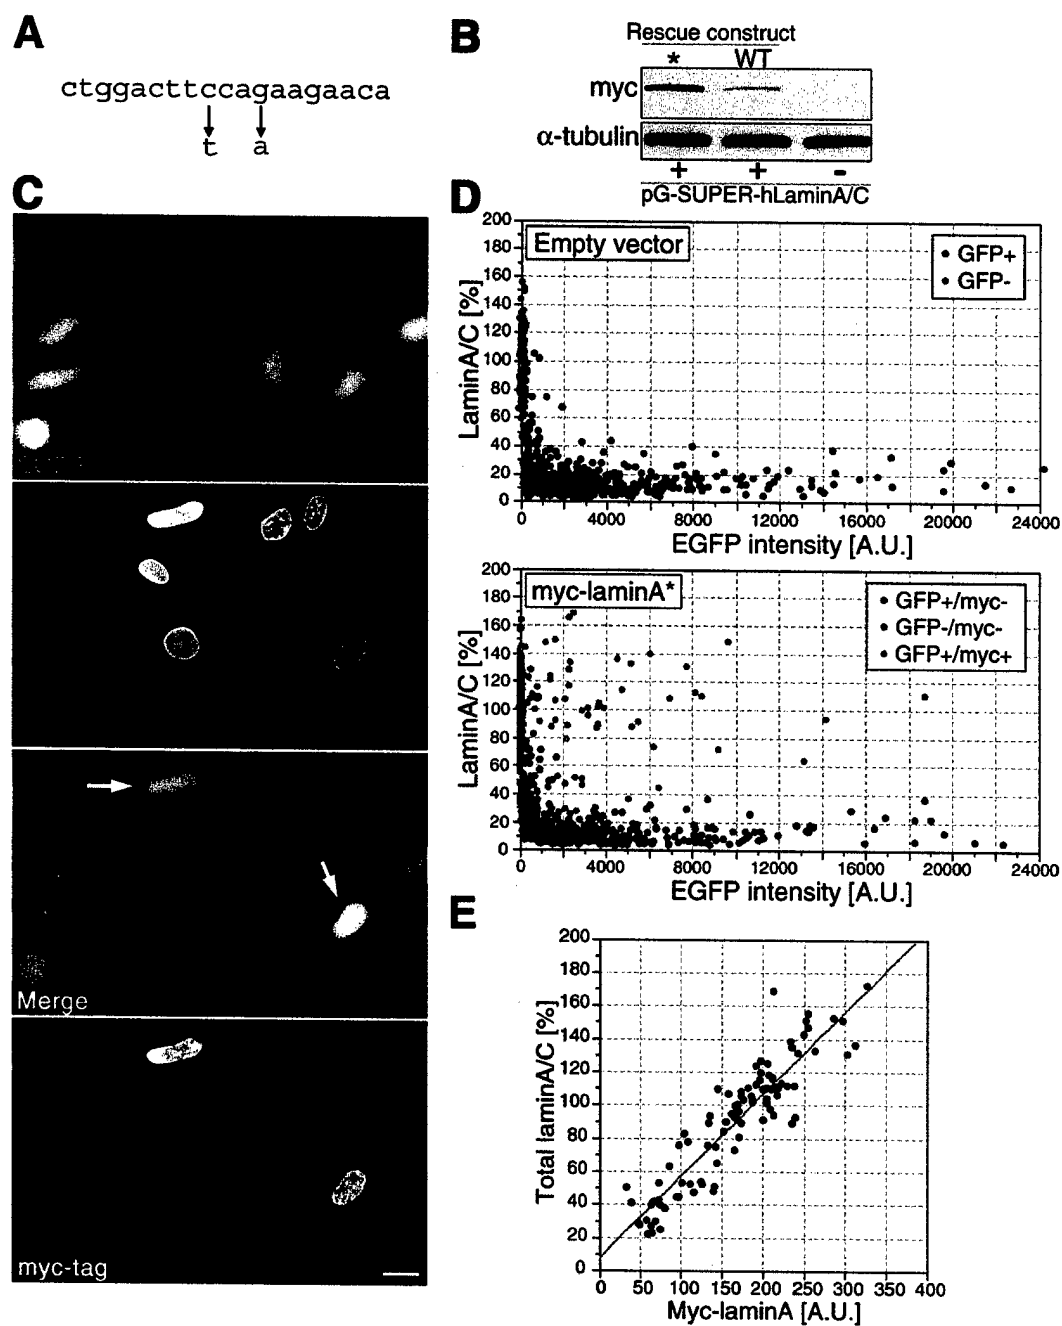 A
ctggacttccagaagaaca
t a
B
Rescue construct
* WT
myc
α-tubulin
+ + -
pG-SUPER-hLaminA/C
C
Merge
myc-tag
D
Empty vector
GFP+
GFP-
LaminA/C [%]
200
180
160
140
120
100
80
60
40
20
0
0 4000 8000 12000 16000 20000 24000
EGFP intensity [A.U.]
myc-laminA*
GFP+/myc-
GFP-/myc-
GFP+/myc+
LaminA/C [%]
200
180
160
140
120
100
80
60
40
20
0
0 4000 8000 12000 16000 20000 24000
EGFP intensity [A.U.]
E
Total laminA/C [%]
200
180
160
140
120
100
80
60
40
20
0
0 50 100 150 200 250 300 350 400
Myc-laminA [A.U.]